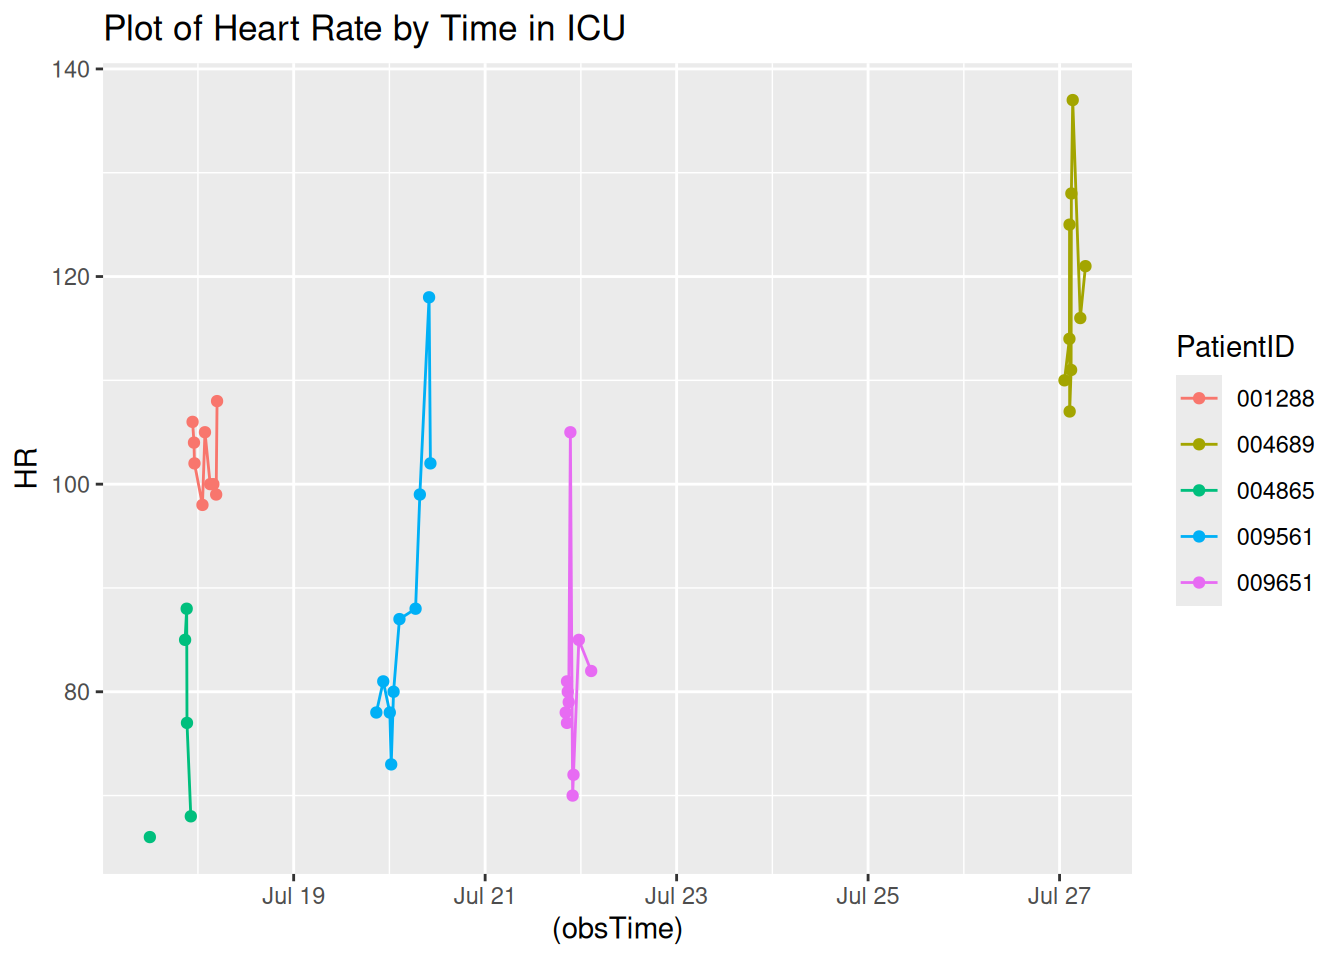 Plot of Heart Rate by Time in ICU
140
120
100
80
HR
Jul 19
Jul 21
Jul 23
Jul 25
Jul 27
(obsTime)
PatientID
001288
004689
004865
009561
009651